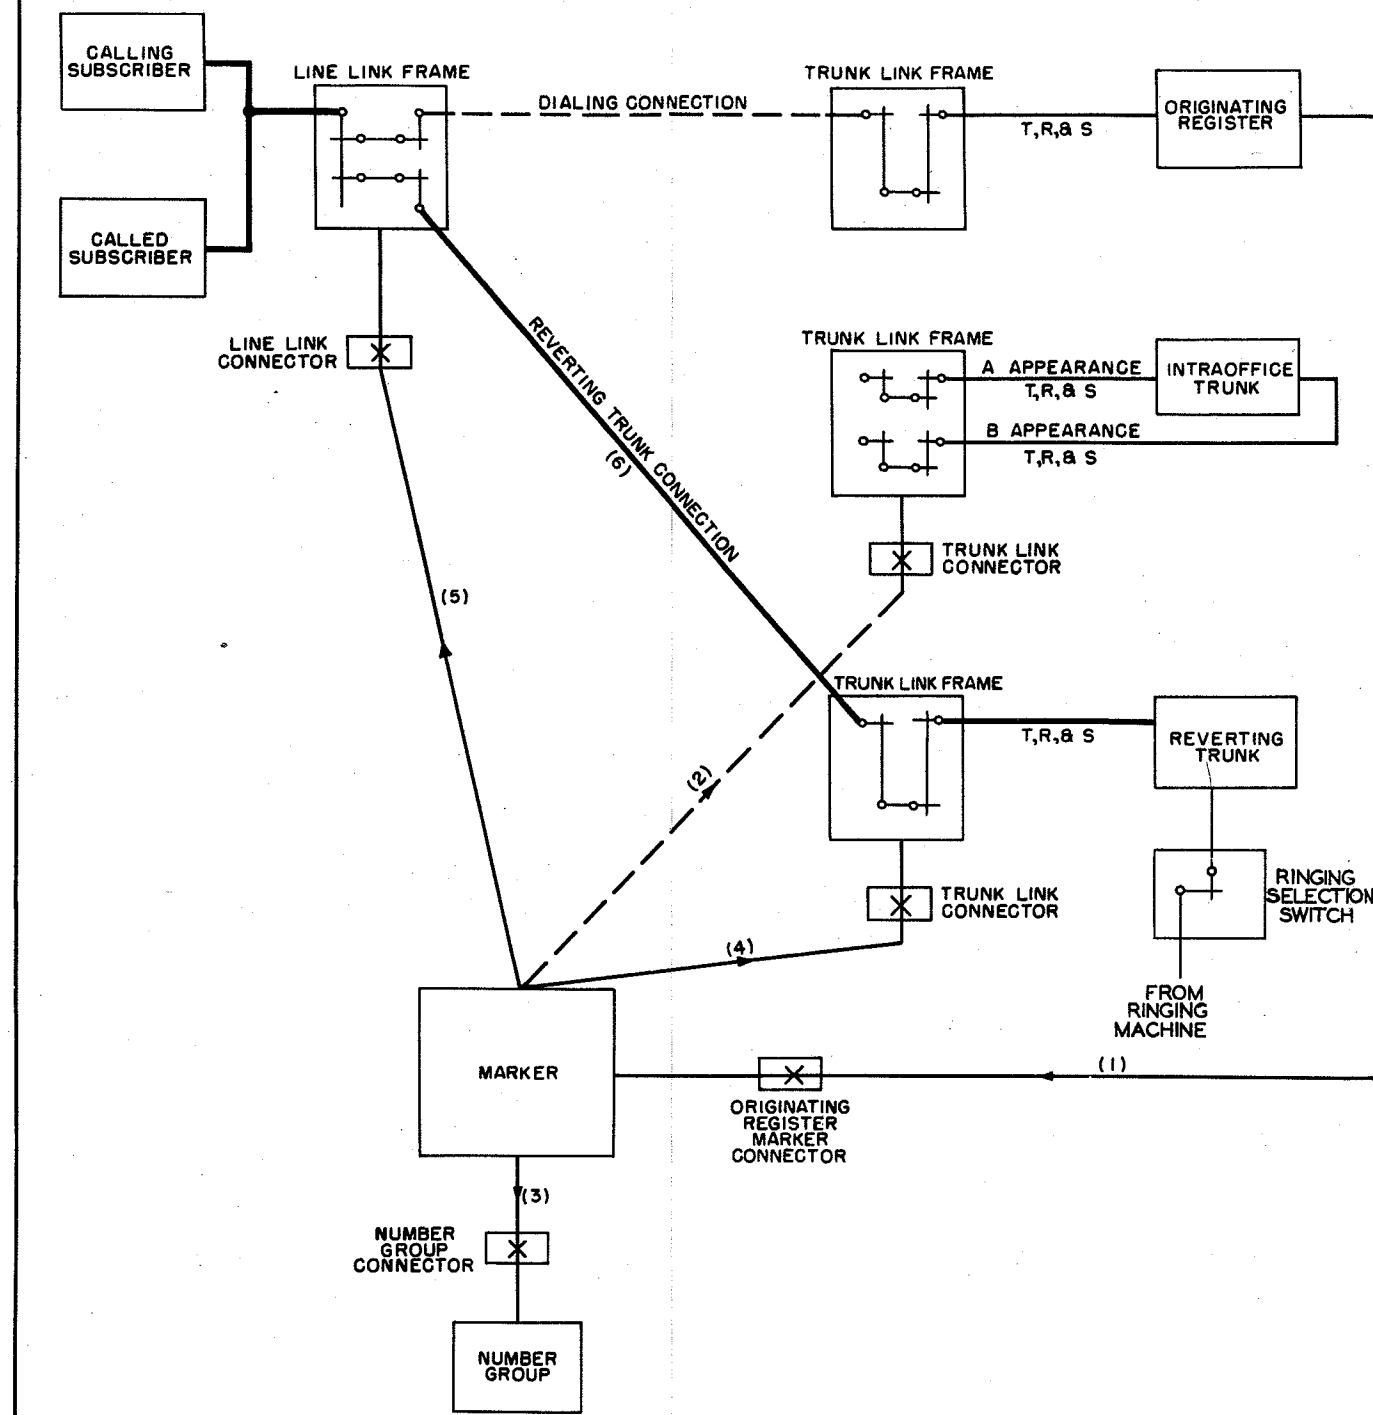 CALLING
SUBSCRIBER
LINE LINK FRAME
DIALING CONNECTION
TRUNK LINK FRAME
T,R,& S
ORIGINATING
REGISTER
CALLED
SUBSCRIBER
LINE LINK
CONNECTOR
REVERTING TRUNK CONNECTION
(6)
TRUNK LINK FRAME
A APPEARANCE
T,R,& S
INTRAOFFICE
TRUNK
B APPEARANCE
T,R,& S
TRUNK LINK
CONNECTOR
(5)
(2)
TRUNK LINK FRAME
T,R,& S
REVERTING
TRUNK
RINGING
SELECTION
SWITCH
TRUNK LINK
CONNECTOR
(4)
FROM
RINGING
MACHINE
MARKER
(1)
ORIGINATING
REGISTER
MARKER
CONNECTOR
(3)
NUMBER
GROUP
CONNECTOR
NUMBER
GROUP